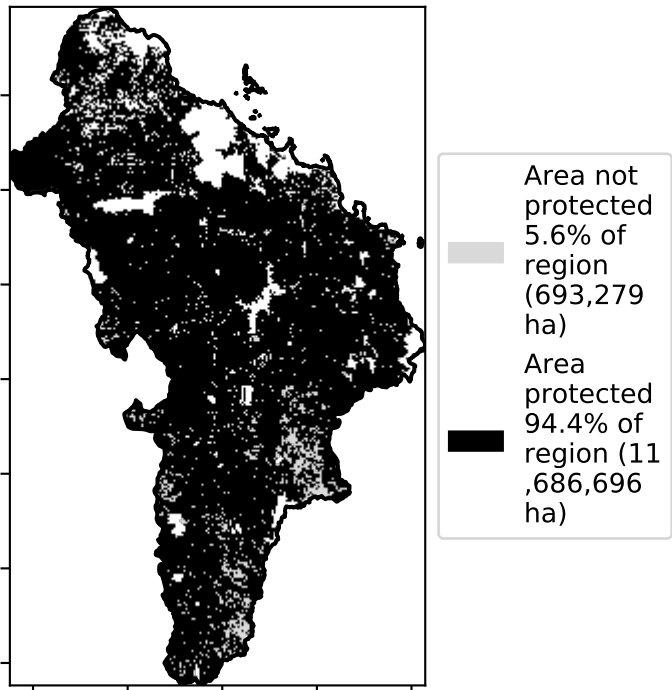 Area not
protected
5.6% of
region
(693,279
ha)
Area
protected
94.4% of
region (11
,686,696
ha)